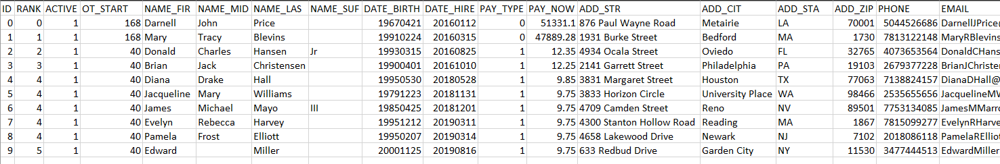 ID RANK ACTIVE OT_START NAME_FIR NAME_MID NAME_LAS NAME_SUF DATE_BIRTH DATE_HIRE PAY_TYPE PAY_NOW ADD_STR ADD_CIT ADD_STA ADD_ZIP PHONE EMAIL
0 0 1 168 Darnell John Price 19670421 20160112 0 51331.1 876 Paul Wayne Road Metairie LA 70001 5044526686 DarnellJPrice@
1 1 1 168 Mary Tracy Blevins 19910224 20160315 0 47889.28 1931 Burke Street Bedford MA 1730 7813122148 MaryRBlevins
2 2 1 40 Donald Charles Hansen Jr 19930315 20160825 1 12.35 4934 Ocala Street Oviedo FL 32765 4073653564 DonaldCHans
3 3 1 40 Brian Jack Christensen 19900401 20161010 1 12.25 2141 Garrett Street Philadelphia PA 19103 2679377228 BrianJChriste
4 4 1 40 Diana Drake Hall 19950530 20180528 1 9.85 3831 Margaret Street Houston TX 77063 7138824157 DianaDHall@
5 4 1 40 Jacqueline Mary Williams 19791223 20181131 1 9.75 3833 Horizon Circle University Place WA 98466 2535655656 JacquelineMW
6 4 1 40 James Michael Mayo III 19850425 20181201 1 9.75 4709 Camden Street Reno NV 89501 7753134085 JamesMMarr
7 4 1 40 Evelyn Rebecca Harvey 19951212 20190311 1 9.75 4300 Stanton Hollow Road Reading MA 1867 7815099277 EvelynRHarve
8 4 1 40 Pamela Frost Elliott 19950207 20190314 1 9.75 4658 Lakewood Drive Newark NJ 7102 2018086118 PamelaRElliot
9 5 1 40 Edward Miller 20001125 20190816 1 9.75 633 Redbud Drive Garden City NY 11530 3477444513 EdwardMiller